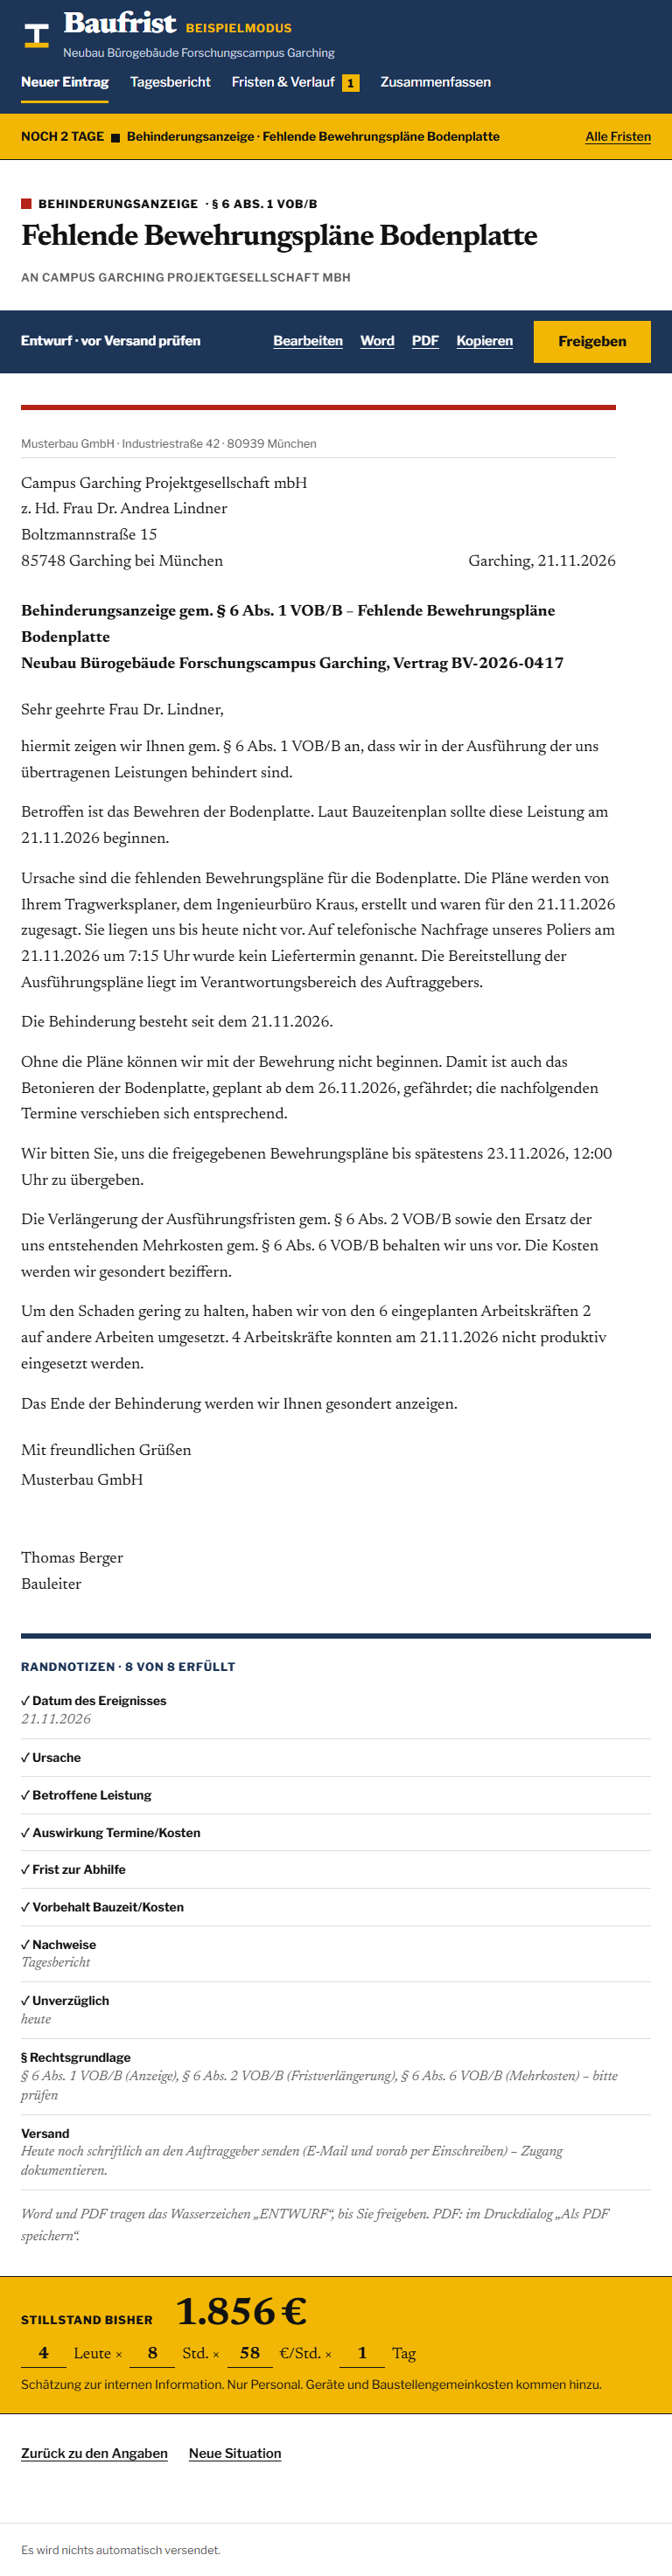 Baufrist BEISPIELMODUS
Neubau Bürogebäude Forschungscampus Garching
Neuer Eintrag Tagesbericht Fristen & Verlauf 1 Zusammenfassen
NOCH 2 TAGE ■ Behinderungsanzeige · Fehlende Bewehrungspläne Bodenplatte Alle Fristen
BEHINDERUNGSANZEIGE · § 6 ABS. 1 VOB/B
Fehlende Bewehrungspläne Bodenplatte
AN CAMPUS GARCHING PROJEKTGESELLSCHAFT MBH
Entwurf · vor Versand prüfen Bearbeiten Word PDF Kopieren Freigeben
Musterbau GmbH · Industriestraße 42 · 80939 München
Campus Garching Projektgesellschaft mbH
z. Hd. Frau Dr. Andrea Lindner
Boltzmannstraße 15
85748 Garching bei München Garching, 21.11.2026
Behinderungsanzeige gem. § 6 Abs. 1 VOB/B – Fehlende Bewehrungspläne
Bodenplatte
Neubau Bürogebäude Forschungscampus Garching, Vertrag BV-2026-0417
Sehr geehrte Frau Dr. Lindner,
hiermit zeigen wir Ihnen gem. § 6 Abs. 1 VOB/B an, dass wir in der Ausführung der uns
übertragenen Leistungen behindert sind.
Betroffen ist das Bewehren der Bodenplatte. Laut Bauzeitenplan sollte diese Leistung am
21.11.2026 beginnen.
Ursache sind die fehlenden Bewehrungspläne für die Bodenplatte. Die Pläne werden von
Ihrem Tragwerksplaner, dem Ingenieurbüro Kraus, erstellt und waren für den 21.11.2026
zugesagt. Sie liegen uns bis heute nicht vor. Auf telefonische Nachfrage unseres Poliers am
21.11.2026 um 7:15 Uhr wurde kein Liefertermin genannt. Die Bereitstellung der
Ausführungspläne liegt im Verantwortungsbereich des Auftraggebers.
Die Behinderung besteht seit dem 21.11.2026.
Ohne die Pläne können wir mit der Bewehrung nicht beginnen. Damit ist auch das
Betonieren der Bodenplatte, geplant ab dem 26.11.2026, gefährdet; die nachfolgenden
Termine verschieben sich entsprechend.
Wir bitten Sie, uns die freigegebenen Bewehrungspläne bis spätestens 23.11.2026, 12:00
Uhr zu übergeben.
Die Verlängerung der Ausführungsfristen gem. § 6 Abs. 2 VOB/B sowie den Ersatz der
uns entstehenden Mehrkosten gem. § 6 Abs. 6 VOB/B behalten wir uns vor. Die Kosten
werden wir gesondert beziffern.
Um den Schaden gering zu halten, haben wir von den 6 eingeplanten Arbeitskräften 2
auf andere Arbeiten umgesetzt. 4 Arbeitskräfte konnten am 21.11.2026 nicht produktiv
eingesetzt werden.
Das Ende der Behinderung werden wir Ihnen gesondert anzeigen.
Mit freundlichen Grüßen
Musterbau GmbH
Thomas Berger
Bauleiter
RANDNOTIZEN · 8 VON 8 ERFÜLLT
✓ Datum des Ereignisses
21.11.2026
✓ Ursache
✓ Betroffene Leistung
✓ Auswirkung Termine/Kosten
✓ Frist zur Abhilfe
✓ Vorbehalt Bauzeit/Kosten
✓ Nachweise
Tagesbericht
✓ Unverzüglich
heute
§ Rechtsgrundlage
§ 6 Abs. 1 VOB/B (Anzeige), § 6 Abs. 2 VOB/B (Fristverlängerung), § 6 Abs. 6 VOB/B (Mehrkosten) – bitte
prüfen
Versand
Heute noch schriftlich an den Auftraggeber senden (E-Mail und vorab per Einschreiben) – Zugang
dokumentieren.
Word und PDF tragen das Wasserzeichen „ENTWURF“, bis Sie freigeben. PDF: im Druckdialog „Als PDF
speichern“.
STILLSTAND BISHER 1.856 €
4 Leute × 8 Std. × 58 €/Std. × 1 Tag
Schätzung zur internen Information. Nur Personal. Geräte und Baustellengemeinkosten kommen hinzu.
Zurück zu den Angaben Neue Situation
Es wird nichts automatisch versendet.